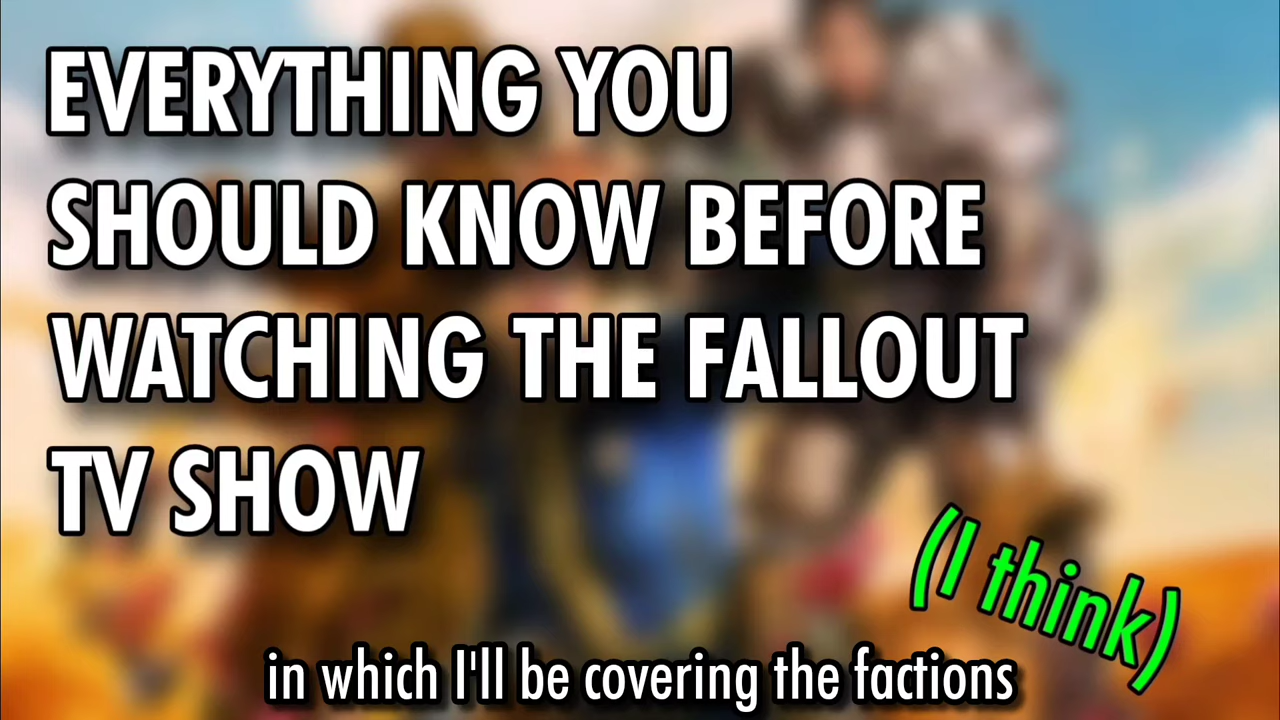 EVERYTHING YOU
SHOULD KNOW BEFORE
WATCHING THE FALLOUT
TV SHOW
(I think)
in which I'll be covering the factions